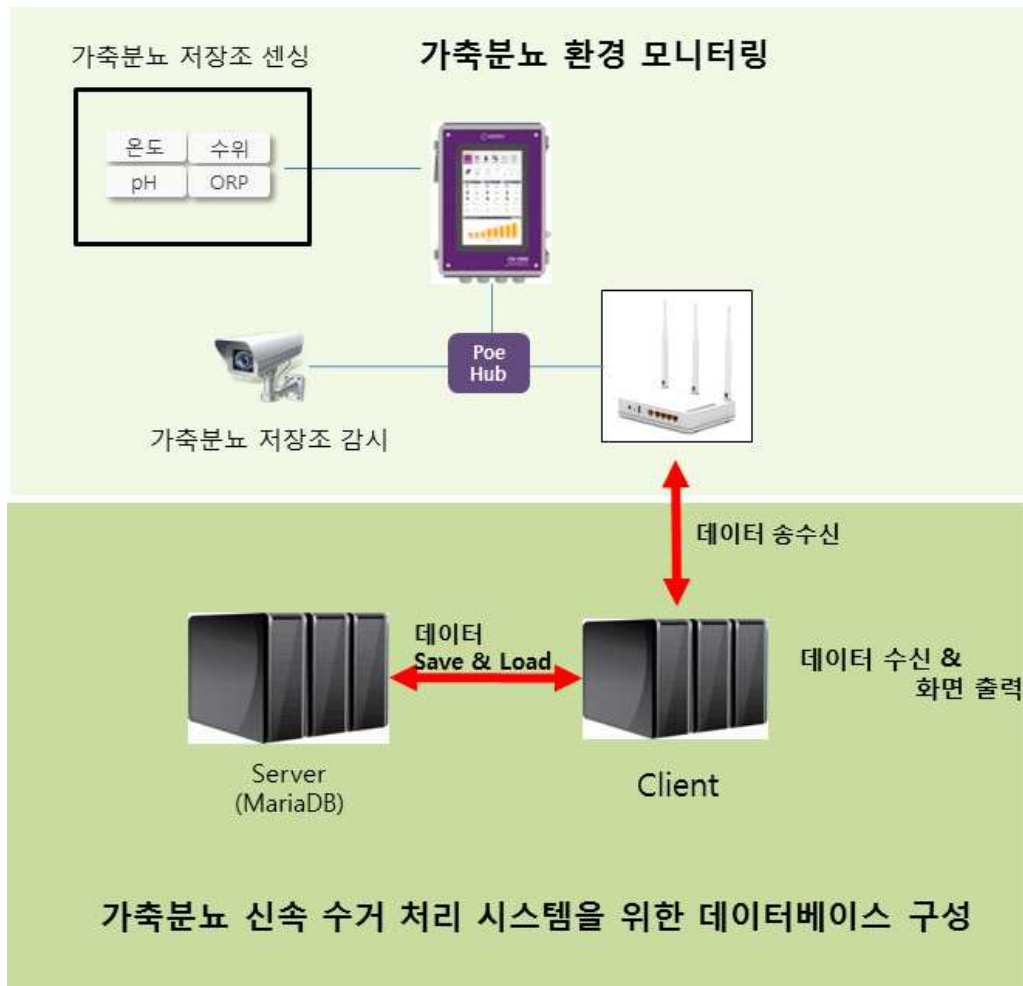 가축분뇨 저장조 센싱
가축분뇨 환경 모니터링
온도
수위
pH
ORP
Poe
Hub
가축분뇨 저장조 감시
데이터 송수신
데이터
Save & Load
데이터 수신 &
화면 출력
Server
(MariaDB)
Client
가축분뇨 신속 수거 처리 시스템을 위한 데이터베이스 구성